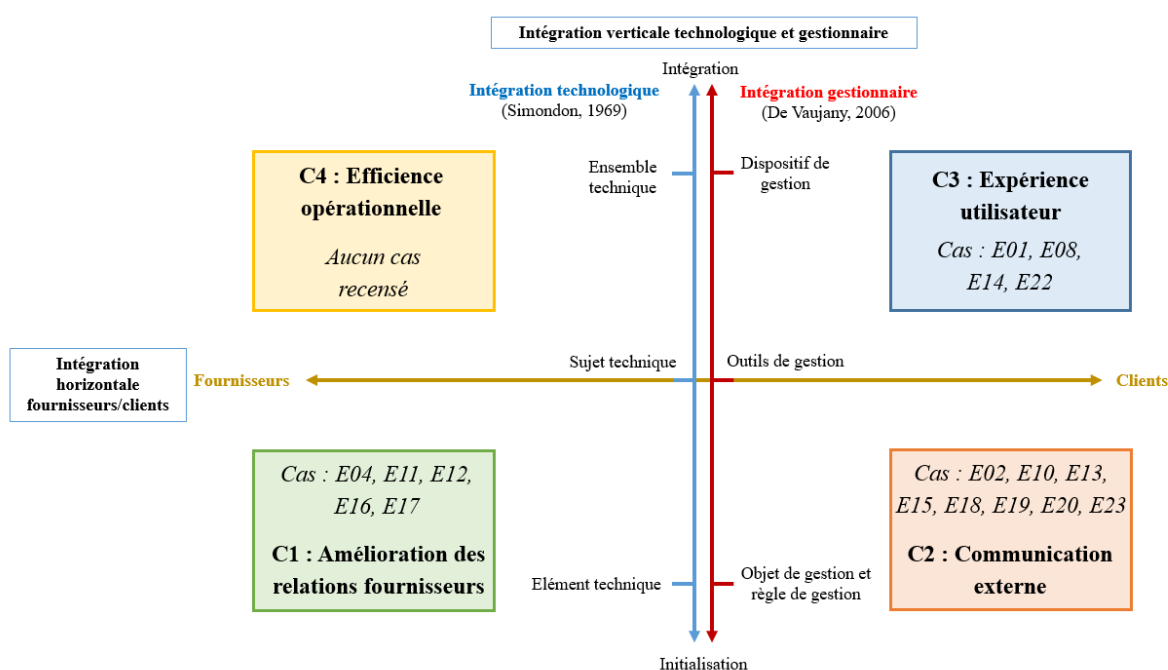 Intégration verticale technologique et gestionnaire
Intégration
Intégration technologique
(Simondon, 1969)
Intégration gestionnaire
(De Vaujany, 2006)
C4 : Efficience
opérationnelle
Aucun cas
recensé
Ensemble
technique
Dispositif de
gestion
C3 : Expérience
utilisateur
Cas : E01, E08,
E14, E22
Intégration
horizontale
fournisseurs/clients
Fournisseurs
Sujet technique
Outils de gestion
Clients
Cas : E04, E11, E12,
E16, E17
C1 : Amélioration des
relations fournisseurs
Elément technique
Objet de gestion et
règle de gestion
Cas : E02, E10, E13,
E15, E18, E19, E20, E23
C2 : Communication
externe
Initialisation